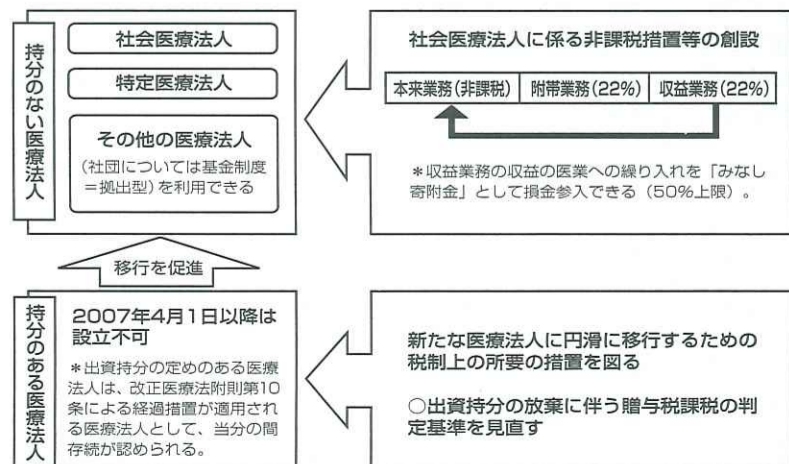 持分のない医療法人
社会医療法人
特定医療法人
その他の医療法人
(社団については基金制度
=拠出型)を利用できる
社会医療法人に係る非課税措置等の創設
本来業務(非課税) 附帯業務(22%) 収益業務(22%)
*収益業務の収益の医業への繰り入れを「みなし
寄附金」として損金参入できる(50%上限)。
移行を促進
持分のある医療法人
2007年4月1日以降は
設立不可
*出資持分の定めのある医療
法人は、改正医療法附則第10
条による経過措置が適用され
る医療法人として、当分の間
存続が認められる。
新たな医療法人に円滑に移行するための
税制上の所要の措置を図る
○出資持分の放棄に伴う贈与税課税の判
定基準を見直す